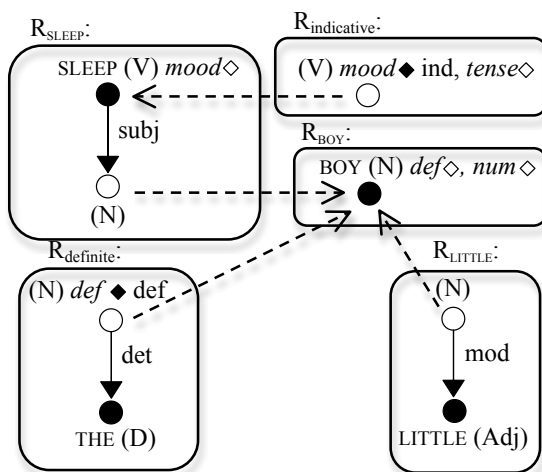 R_SLEEP:
SLEEP (V) mood◇
subj
(N)
R_indicative:
(V) mood◆ ind, tense◇
R_BOY:
BOY (N) def◇, num◇
R_definite:
(N) def ◆ def
det
THE (D)
R_LITTLE:
(N)
mod
LITTLE (Adj)